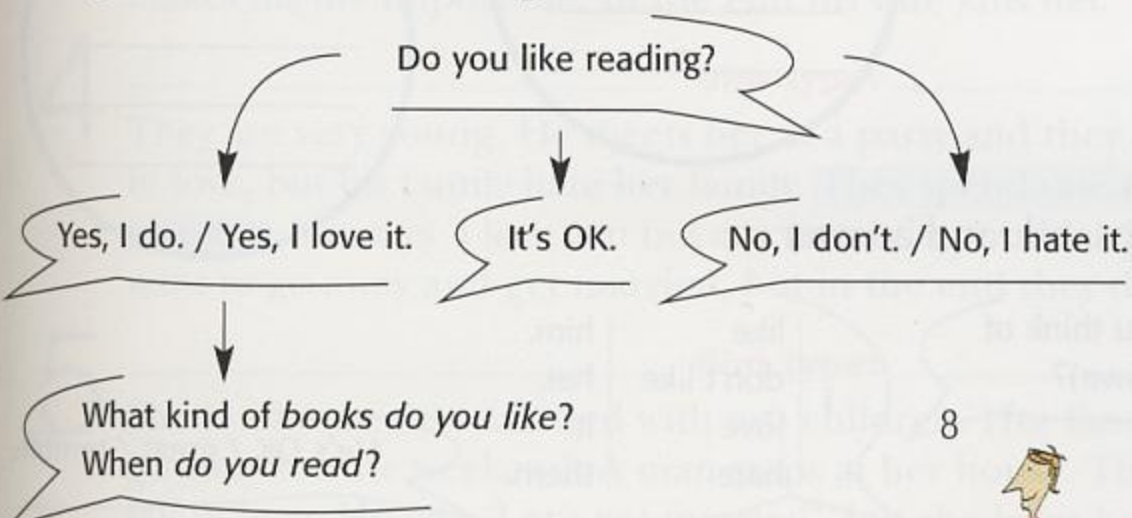 Do you like reading?
Yes, I do. / Yes, I love it.
It's OK.
No, I don't. / No, I hate it.
What kind of books do you like?
When do you read?
8